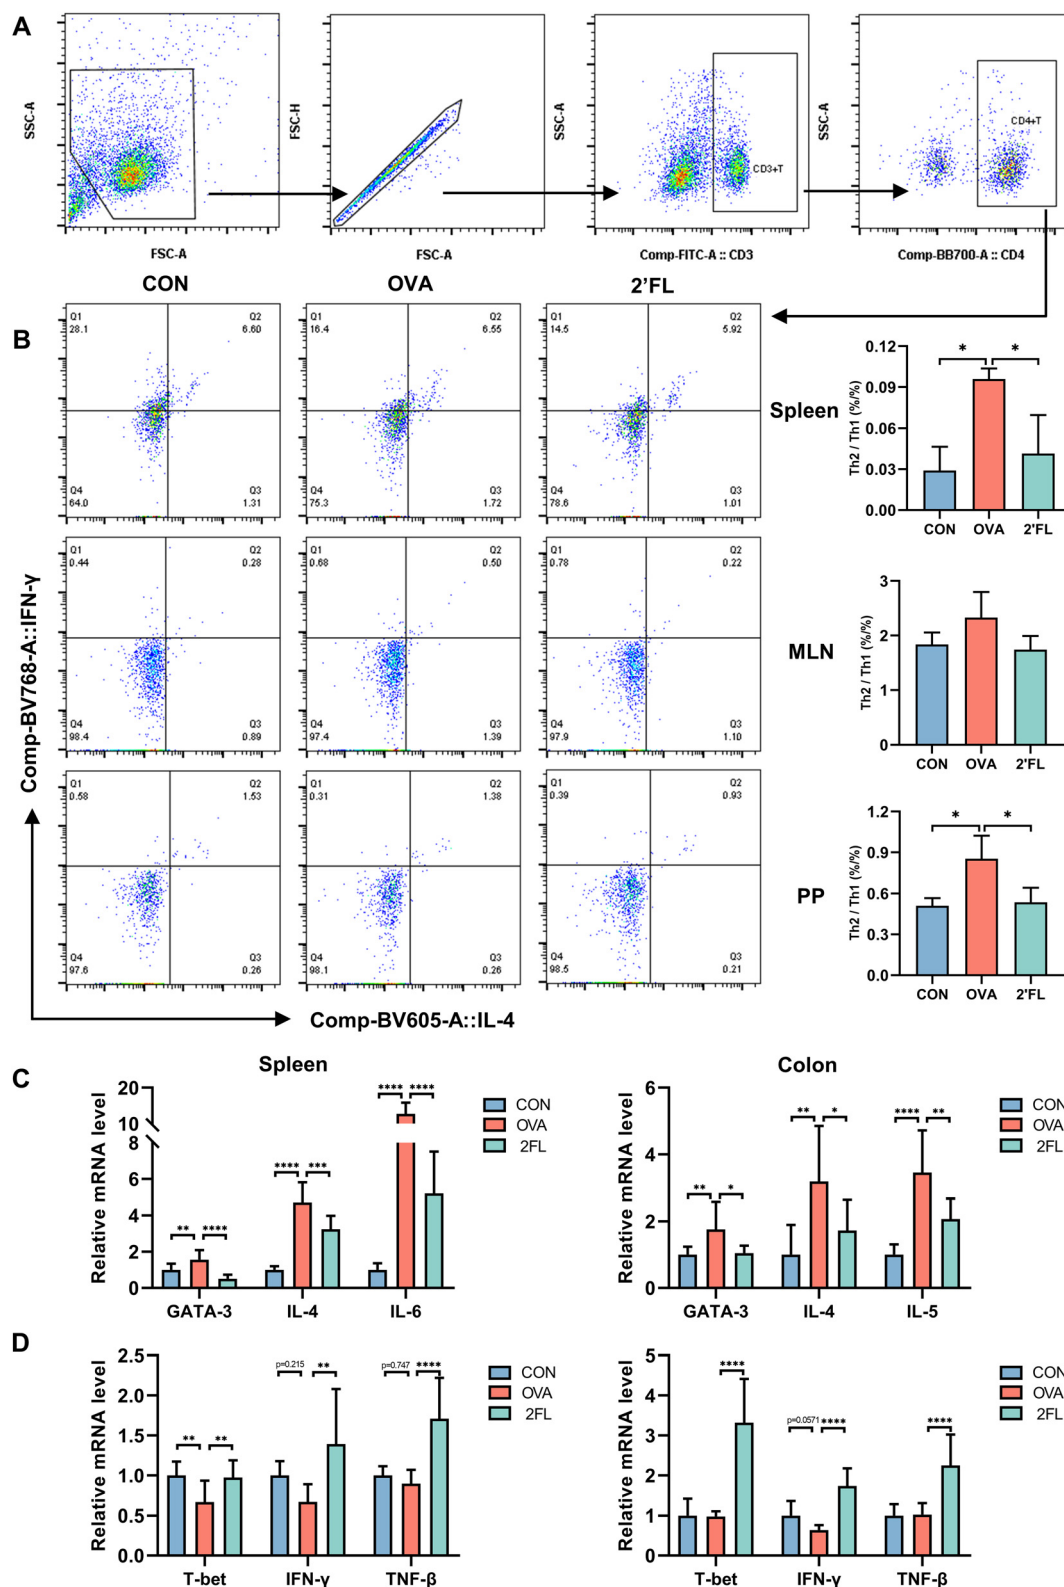 A
SSC-A
FSC-A
FSC-H
FSC-A
SSC-A
CD3+T
Comp-FITC-A :: CD3
SSC-A
CD4+T
Comp-BB700-A :: CD4
CON
OVA
2'FL
B
Comp-BV768-A::IFN-γ
Q1
28.1
Q2
6.60
Q4
64.0
Q3
1.31
Q1
16.4
Q2
6.55
Q4
75.3
Q3
1.72
Q1
14.5
Q2
5.92
Q4
78.6
Q3
1.01
Spleen
Th2 / Th1 (%/%)
0.12
0.09
0.06
0.03
0.00
*
*
CON
OVA
2'FL
Q1
0.44
Q2
0.28
Q4
98.4
Q3
0.89
Q1
0.68
Q2
0.50
Q4
97.4
Q3
1.39
Q1
0.78
Q2
0.22
Q4
97.9
Q3
1.10
MLN
Th2 / Th1 (%/%)
3
2
1
0
CON
OVA
2'FL
Q1
0.58
Q2
1.53
Q4
97.6
Q3
0.26
Q1
0.31
Q2
1.38
Q4
98.1
Q3
0.26
Q1
0.39
Q2
0.93
Q4
98.5
Q3
0.21
PP
Th2 / Th1 (%/%)
1.2
0.9
0.6
0.3
0.0
*
*
CON
OVA
2'FL
Comp-BV605-A::IL-4
C
Spleen
Relative mRNA level
20
10
8
6
4
2
0
**
****
****
***
****
****
GATA-3
IL-4
IL-6
CON
OVA
2FL
Colon
Relative mRNA level
6
4
2
0
**
*
**
*
****
**
GATA-3
IL-4
IL-5
CON
OVA
2FL
D
Relative mRNA level
2.5
2.0
1.5
1.0
0.5
0.0
**
**
p=0.215
**
p=0.747
****
T-bet
IFN-γ
TNF-β
CON
OVA
2FL
Relative mRNA level
5
4
3
2
1
0
****
p=0.0571
****
****
T-bet
IFN-γ
TNF-β
CON
OVA
2FL